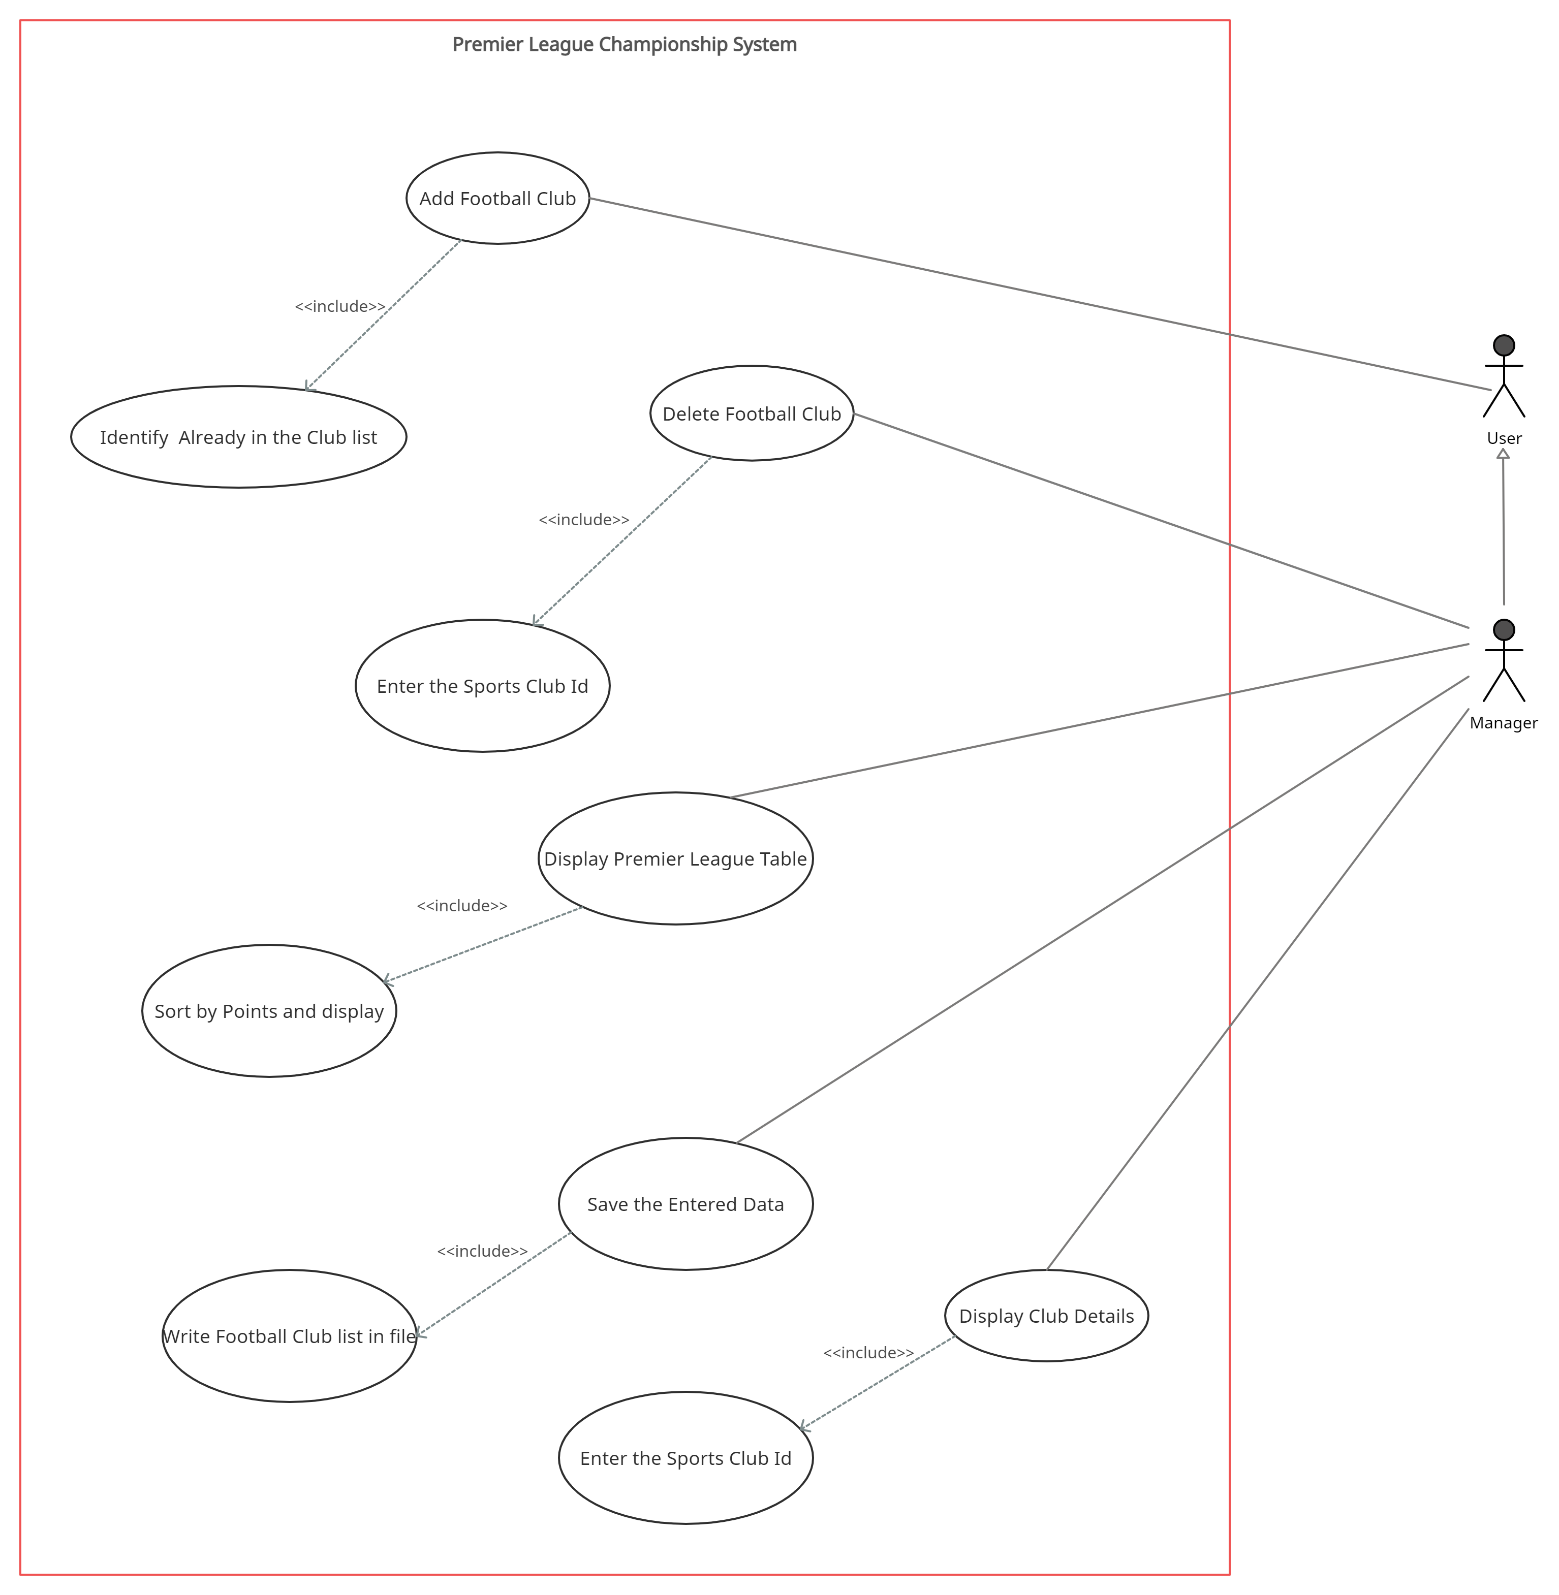 Premier League Championship System
Add Football Club
<<include>>
User
Delete Football Club
Identify  Already in the Club list
<<include>>
Enter the Sports Club Id
Manager
Display Premier League Table
<<include>>
Sort by Points and display
Save the Entered Data
<<include>>
Display Club Details
Write Football Club list in file
<<include>>
Enter the Sports Club Id